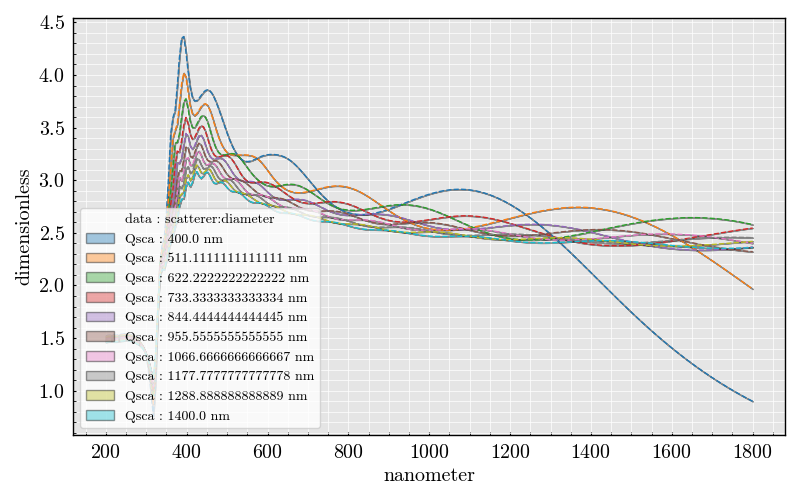 4.5
4.0
3.5
3.0
2.5
2.0
1.5
1.0
dimensionless
data : scatterer:diameter
Qsca : 400.0 nm
Qsca : 511.1111111111111 nm
Qsca : 622.2222222222222 nm
Qsca : 733.3333333333334 nm
Qsca : 844.4444444444445 nm
Qsca : 955.5555555555555 nm
Qsca : 1066.6666666666667 nm
Qsca : 1177.7777777777778 nm
Qsca : 1288.888888888889 nm
Qsca : 1400.0 nm
200 400 600 800 1000 1200 1400 1600 1800
nanometer